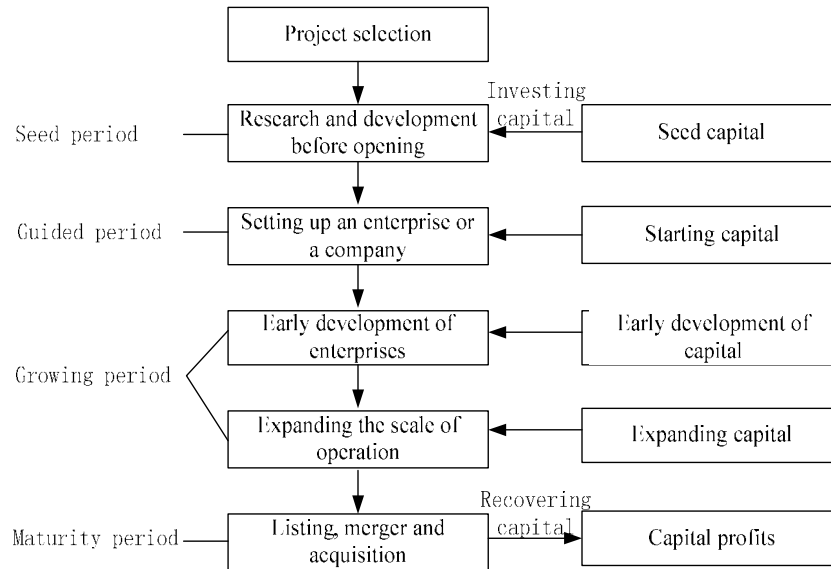 Project selection
Investing
capital
Seed period
Research and development
before opening
Seed capital
Guided period
Setting up an enterprise or
a company
Starting capital
Growing period
Early development of
enterprises
Early development of
capital
Expanding the scale of
operation
Expanding capital
Recovering
capital
Maturity period
Listing, merger and
acquisition
Capital profits